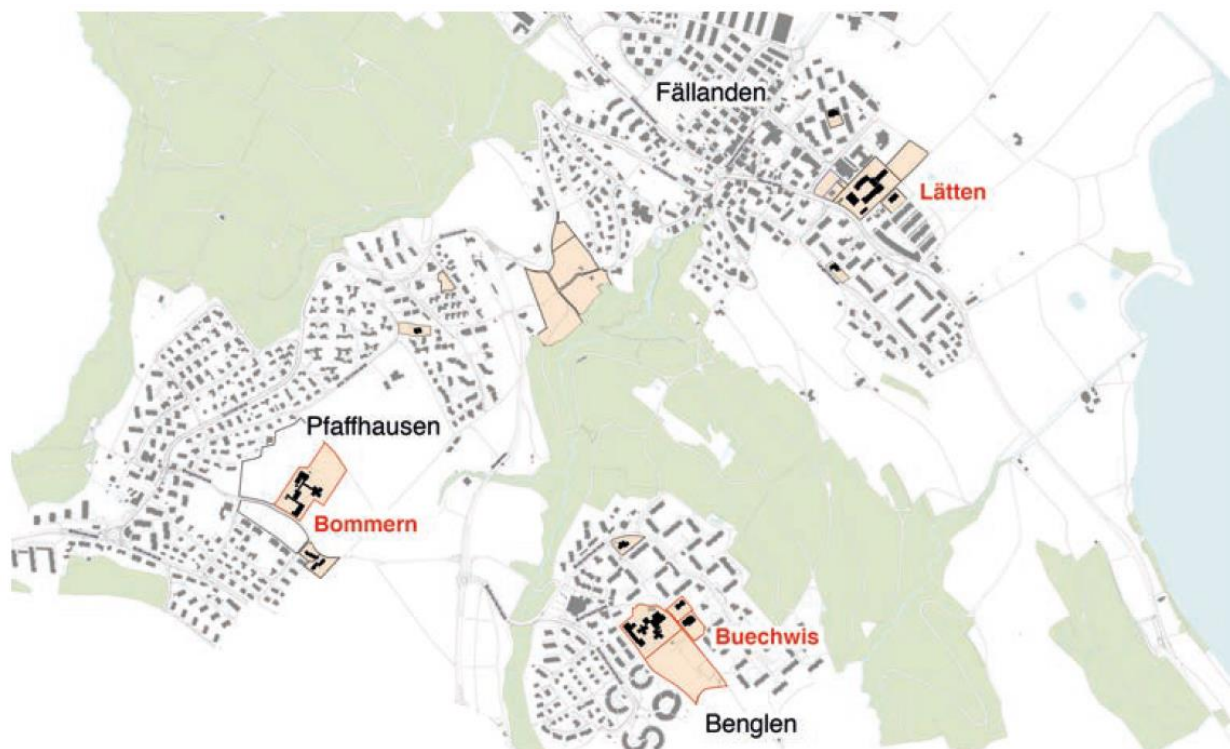 Fällanden
Lätten
Pfaffhausen
Bommern
Buechwis
Benglen